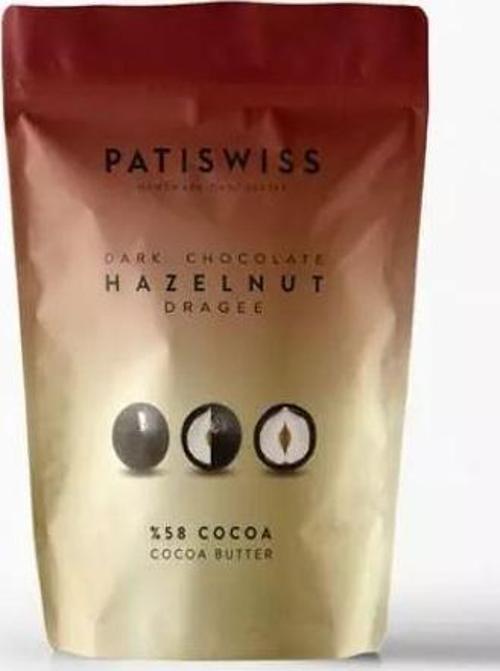 PATISWISS
DARK CHOCOLATE
HAZELNUT
DRAGEE
%58 COCOA
COCOA BUTTER